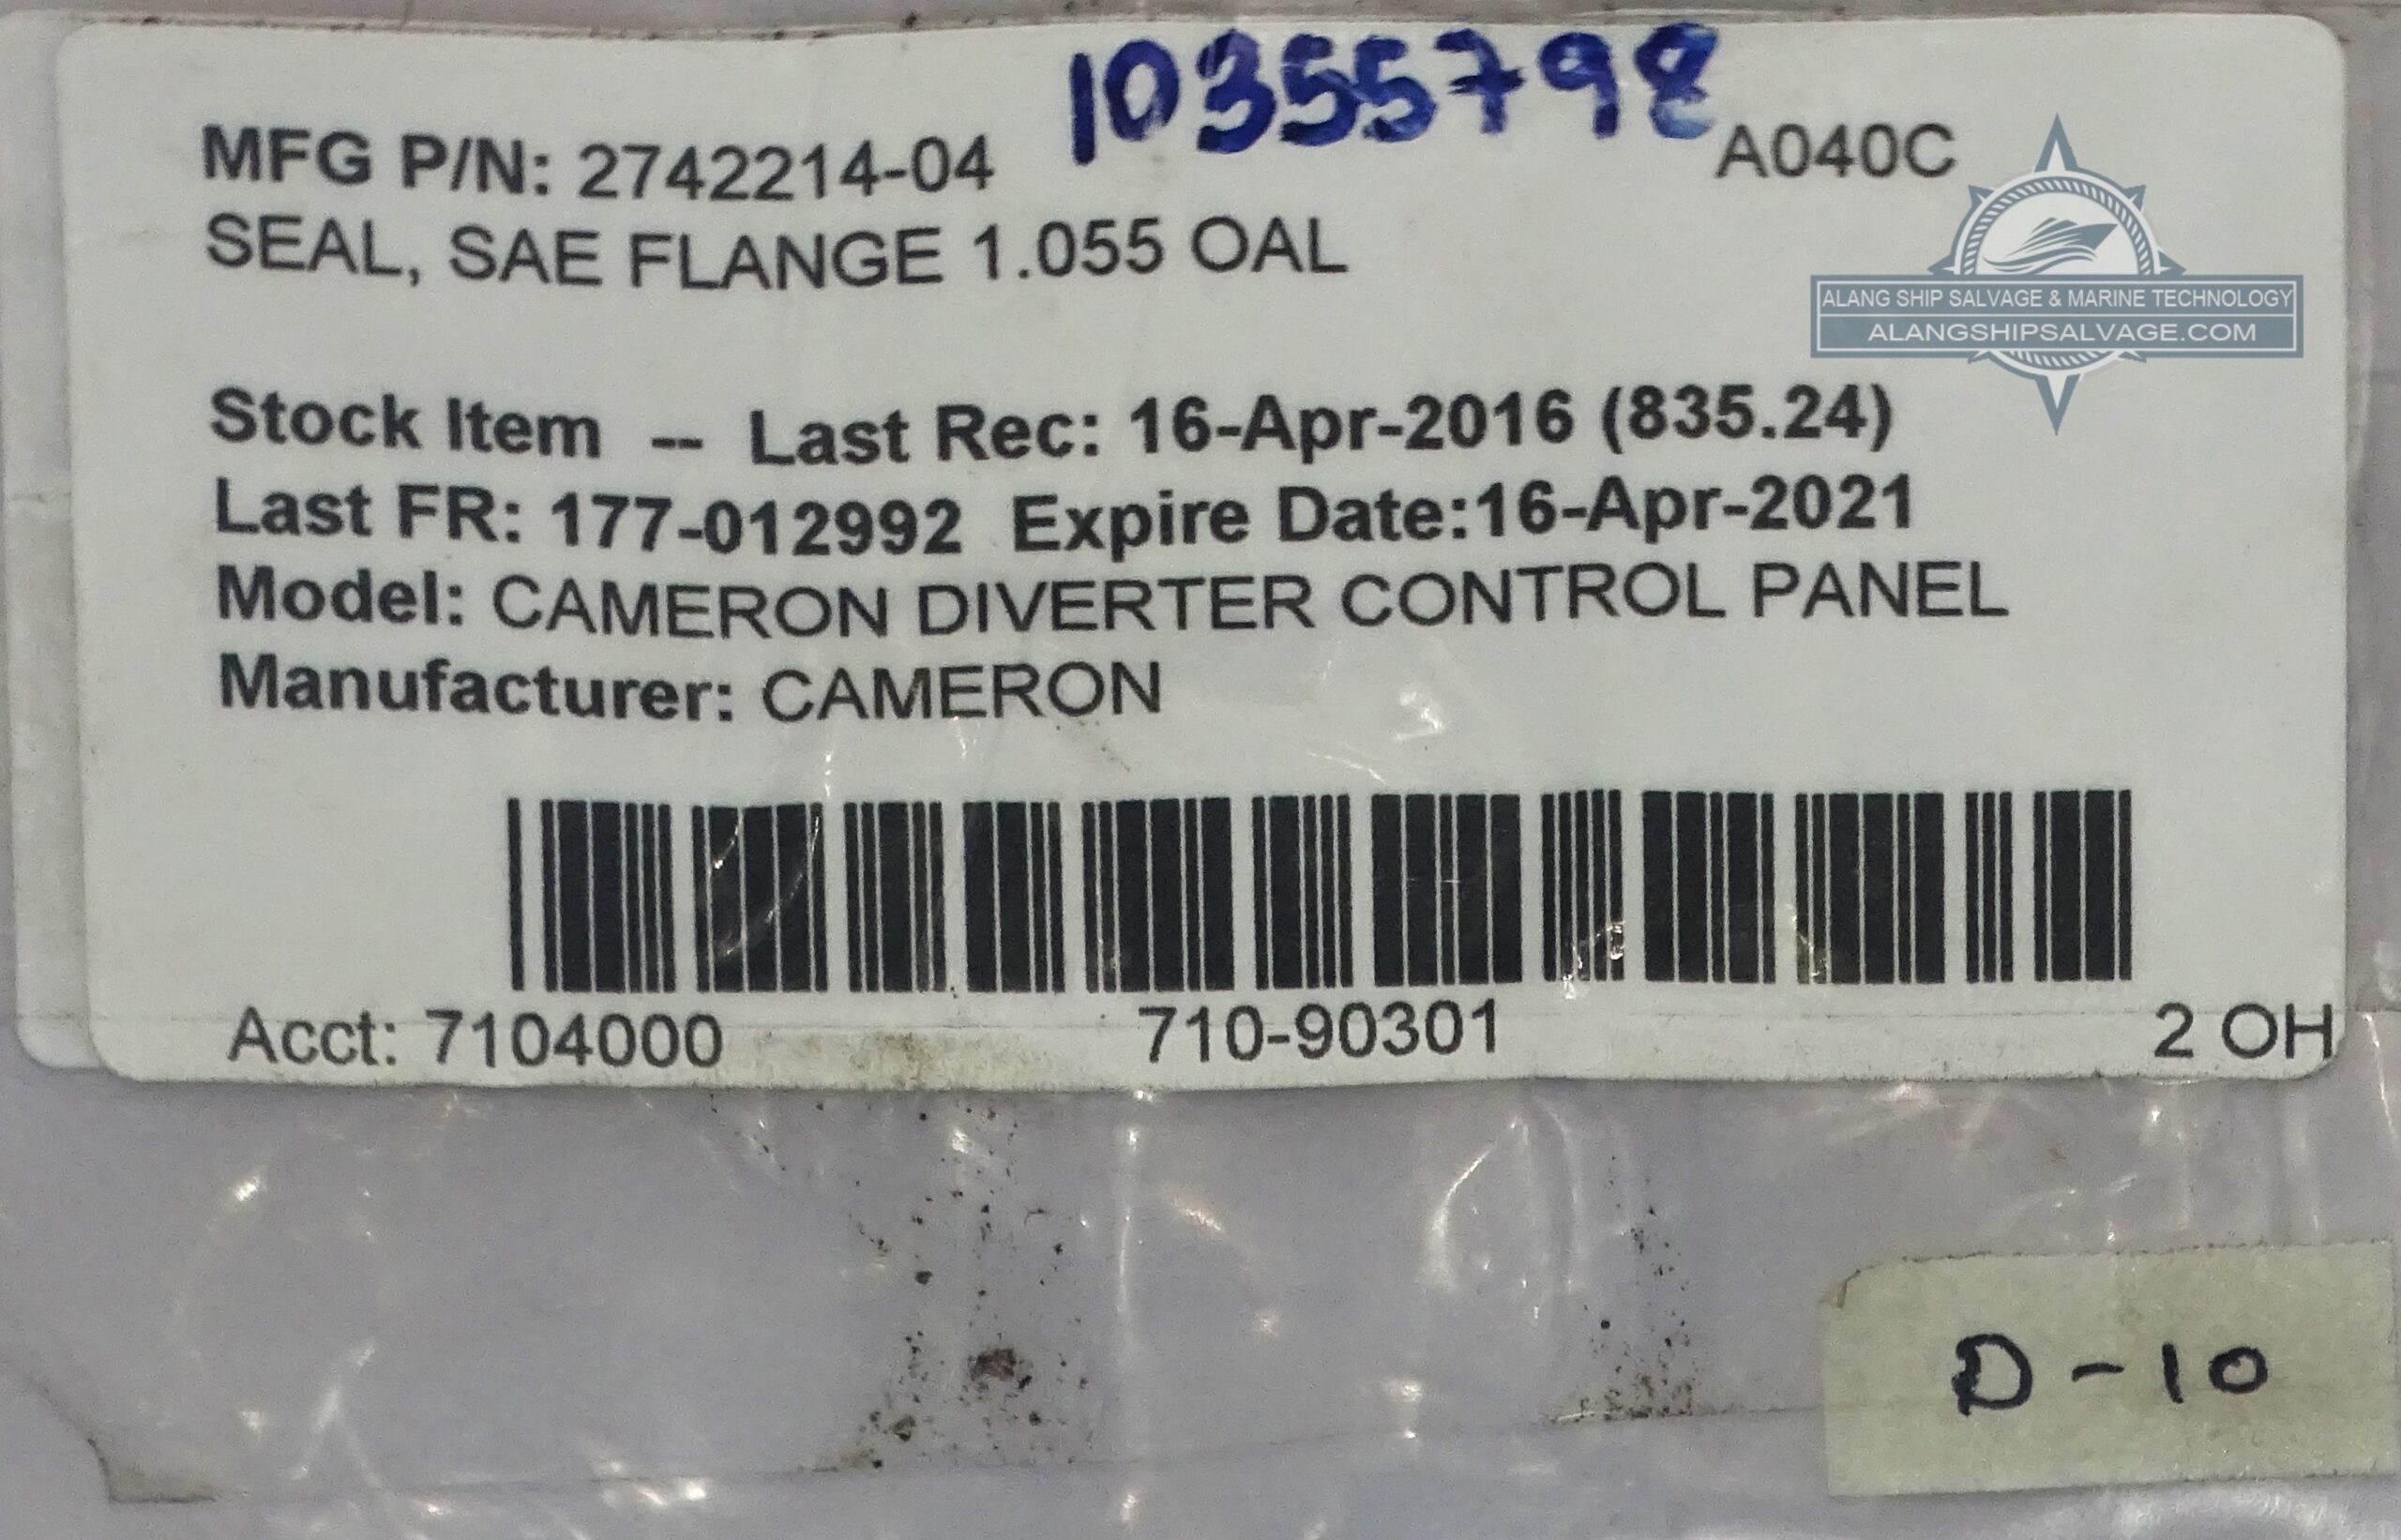 10355798
MFG P/N: 2742214-04 A040C
SEAL, SAE FLANGE 1.055 OAL
ALANG SHIP SALVAGE & MARINE TECHNOLOGY
ALANGSHIPSALVAGE.COM
Stock Item -- Last Rec: 16-Apr-2016 (835.24)
Last FR: 177-012992 Expire Date:16-Apr-2021
Model: CAMERON DIVERTER CONTROL PANEL
Manufacturer: CAMERON
Acct: 7104000 710-90301 2 OH
D-10